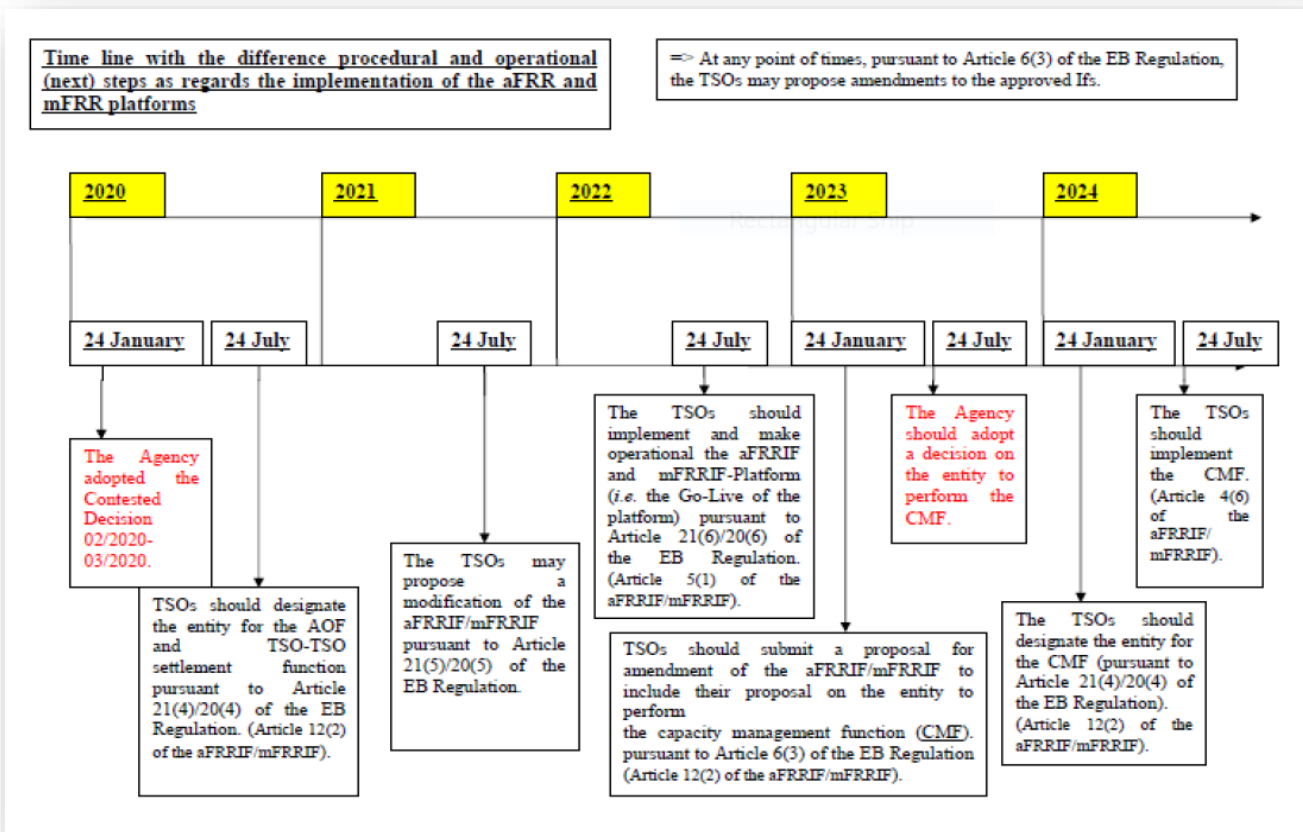 Time line with the difference procedural and operational
(next) steps as regards the implementation of the aFRR and
mFRR platforms
=> At any point of times, pursuant to Article 6(3) of the EB Regulation,
the TSOs may propose amendments to the approved Ifs.
2020
2021
2022
2023
2024
Rectangular Snip
24 January
24 July
24 July
24 July
24 January
24 July
24 January
24 July
The Agency
adopted the
Contested
Decision
02/2020-
03/2020.
TSOs should designate
the entity for the AOF
and TSO-TSO
settlement function
pursuant to Article
21(4)/20(4) of the EB
Regulation. (Article 12(2)
of the aFRRIF/mFRRIF).
The TSOs may
propose a
modification of the
aFRRIF/mFRRIF
pursuant to Article
21(5)/20(5) of the
EB Regulation.
The TSOs should
implement and make
operational the aFRRIF
and mFRRIF-Platform
(i.e. the Go-Live of the
platform) pursuant to
Article 21(6)/20(6) of
the EB Regulation.
(Article 5(1) of the
aFRRIF/mFRRIF).
TSOs should submit a proposal for
amendment of the aFRRIF/mFRRIF to
include their proposal on the entity to
perform
the capacity management function (CMF).
pursuant to Article 6(3) of the EB Regulation
(Article 12(2) of the aFRRIF/mFRRIF).
The Agency
should adopt
a decision on
the entity to
perform the
CMF.
The TSOs should
designate the entity for
the CMF (pursuant to
Article 21(4)/20(4) of
the EB Regulation).
(Article 12(2) of the
aFRRIF/mFRRIF).
The TSOs
should
implement
the CMF.
(Article 4(6)
of the
aFRRIF/
mFRRIF).